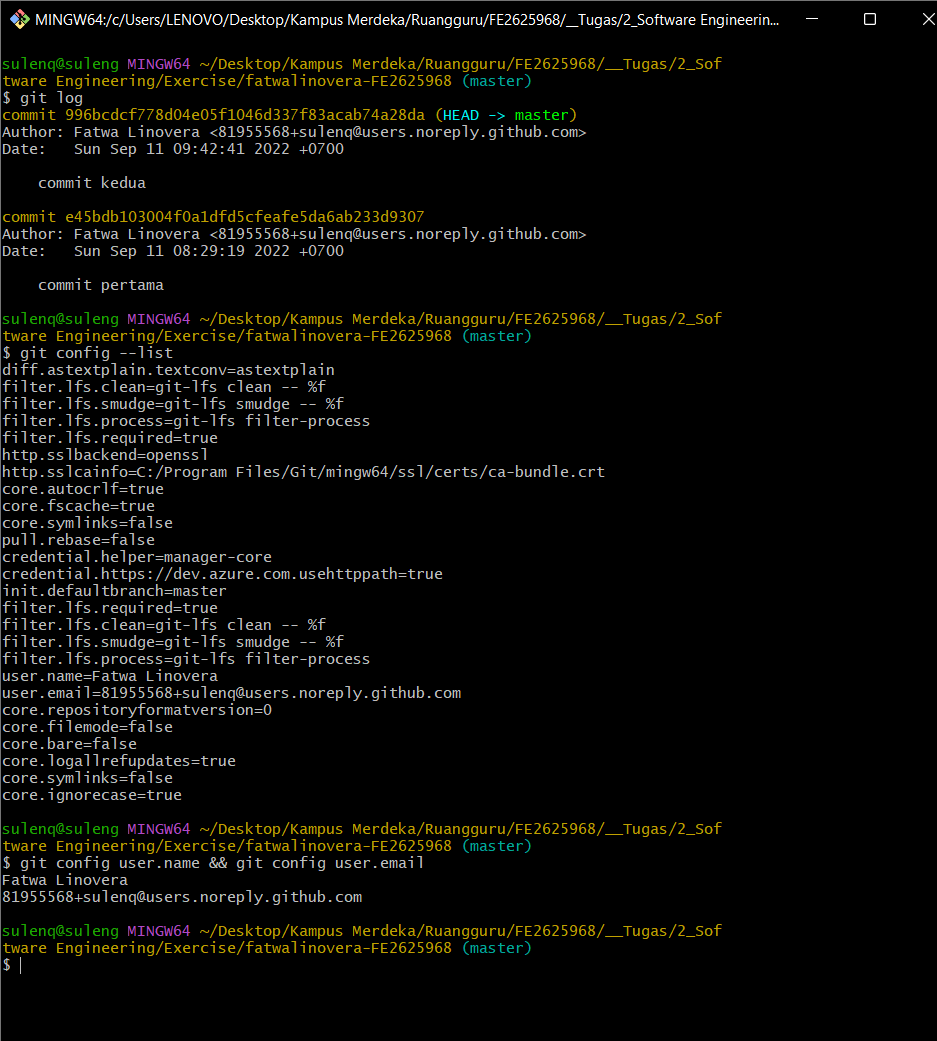 MINGW64:/c/Users/LENOVO/Desktop/Kampus Merdeka/Ruangguru/FE2625968/__Tugas/2_Software Engineerin...
sulenq@suleng MINGW64 ~/Desktop/Kampus Merdeka/Ruangguru/FE2625968/__Tugas/2_Sof
tware Engineering/Exercise/fatwalinovera-FE2625968 (master)
$ git log
commit 996bcdcf778d04e05f1046d337f83acab74a28da (HEAD -> master)
Author: Fatwa Linovera <81955568+sulenq@users.noreply.github.com>
Date:   Sun Sep 11 09:42:41 2022 +0700
    commit kedua
commit e45bdb103004f0a1dfd5cfeafe5da6ab233d9307
Author: Fatwa Linovera <81955568+sulenq@users.noreply.github.com>
Date:   Sun Sep 11 08:29:19 2022 +0700
    commit pertama
sulenq@suleng MINGW64 ~/Desktop/Kampus Merdeka/Ruangguru/FE2625968/__Tugas/2_Sof
tware Engineering/Exercise/fatwalinovera-FE2625968 (master)
$ git config --list
diff.astextplain.textconv=astextplain
filter.lfs.clean=git-lfs clean -- %f
filter.lfs.smudge=git-lfs smudge -- %f
filter.lfs.process=git-lfs filter-process
filter.lfs.required=true
http.sslbackend=openssl
http.sslcainfo=C:/Program Files/Git/mingw64/ssl/certs/ca-bundle.crt
core.autocrlf=true
core.fscache=true
core.symlinks=false
pull.rebase=false
credential.helper=manager-core
credential.https://dev.azure.com.usehttppath=true
init.defaultbranch=master
filter.lfs.required=true
filter.lfs.clean=git-lfs clean -- %f
filter.lfs.smudge=git-lfs smudge -- %f
filter.lfs.process=git-lfs filter-process
user.name=Fatwa Linovera
user.email=81955568+sulenq@users.noreply.github.com
core.repositoryformatversion=0
core.filemode=false
core.bare=false
core.logallrefupdates=true
core.symlinks=false
core.ignorecase=true
sulenq@suleng MINGW64 ~/Desktop/Kampus Merdeka/Ruangguru/FE2625968/__Tugas/2_Sof
tware Engineering/Exercise/fatwalinovera-FE2625968 (master)
$ git config user.name && git config user.email
Fatwa Linovera
81955568+sulenq@users.noreply.github.com
sulenq@suleng MINGW64 ~/Desktop/Kampus Merdeka/Ruangguru/FE2625968/__Tugas/2_Sof
tware Engineering/Exercise/fatwalinovera-FE2625968 (master)
$